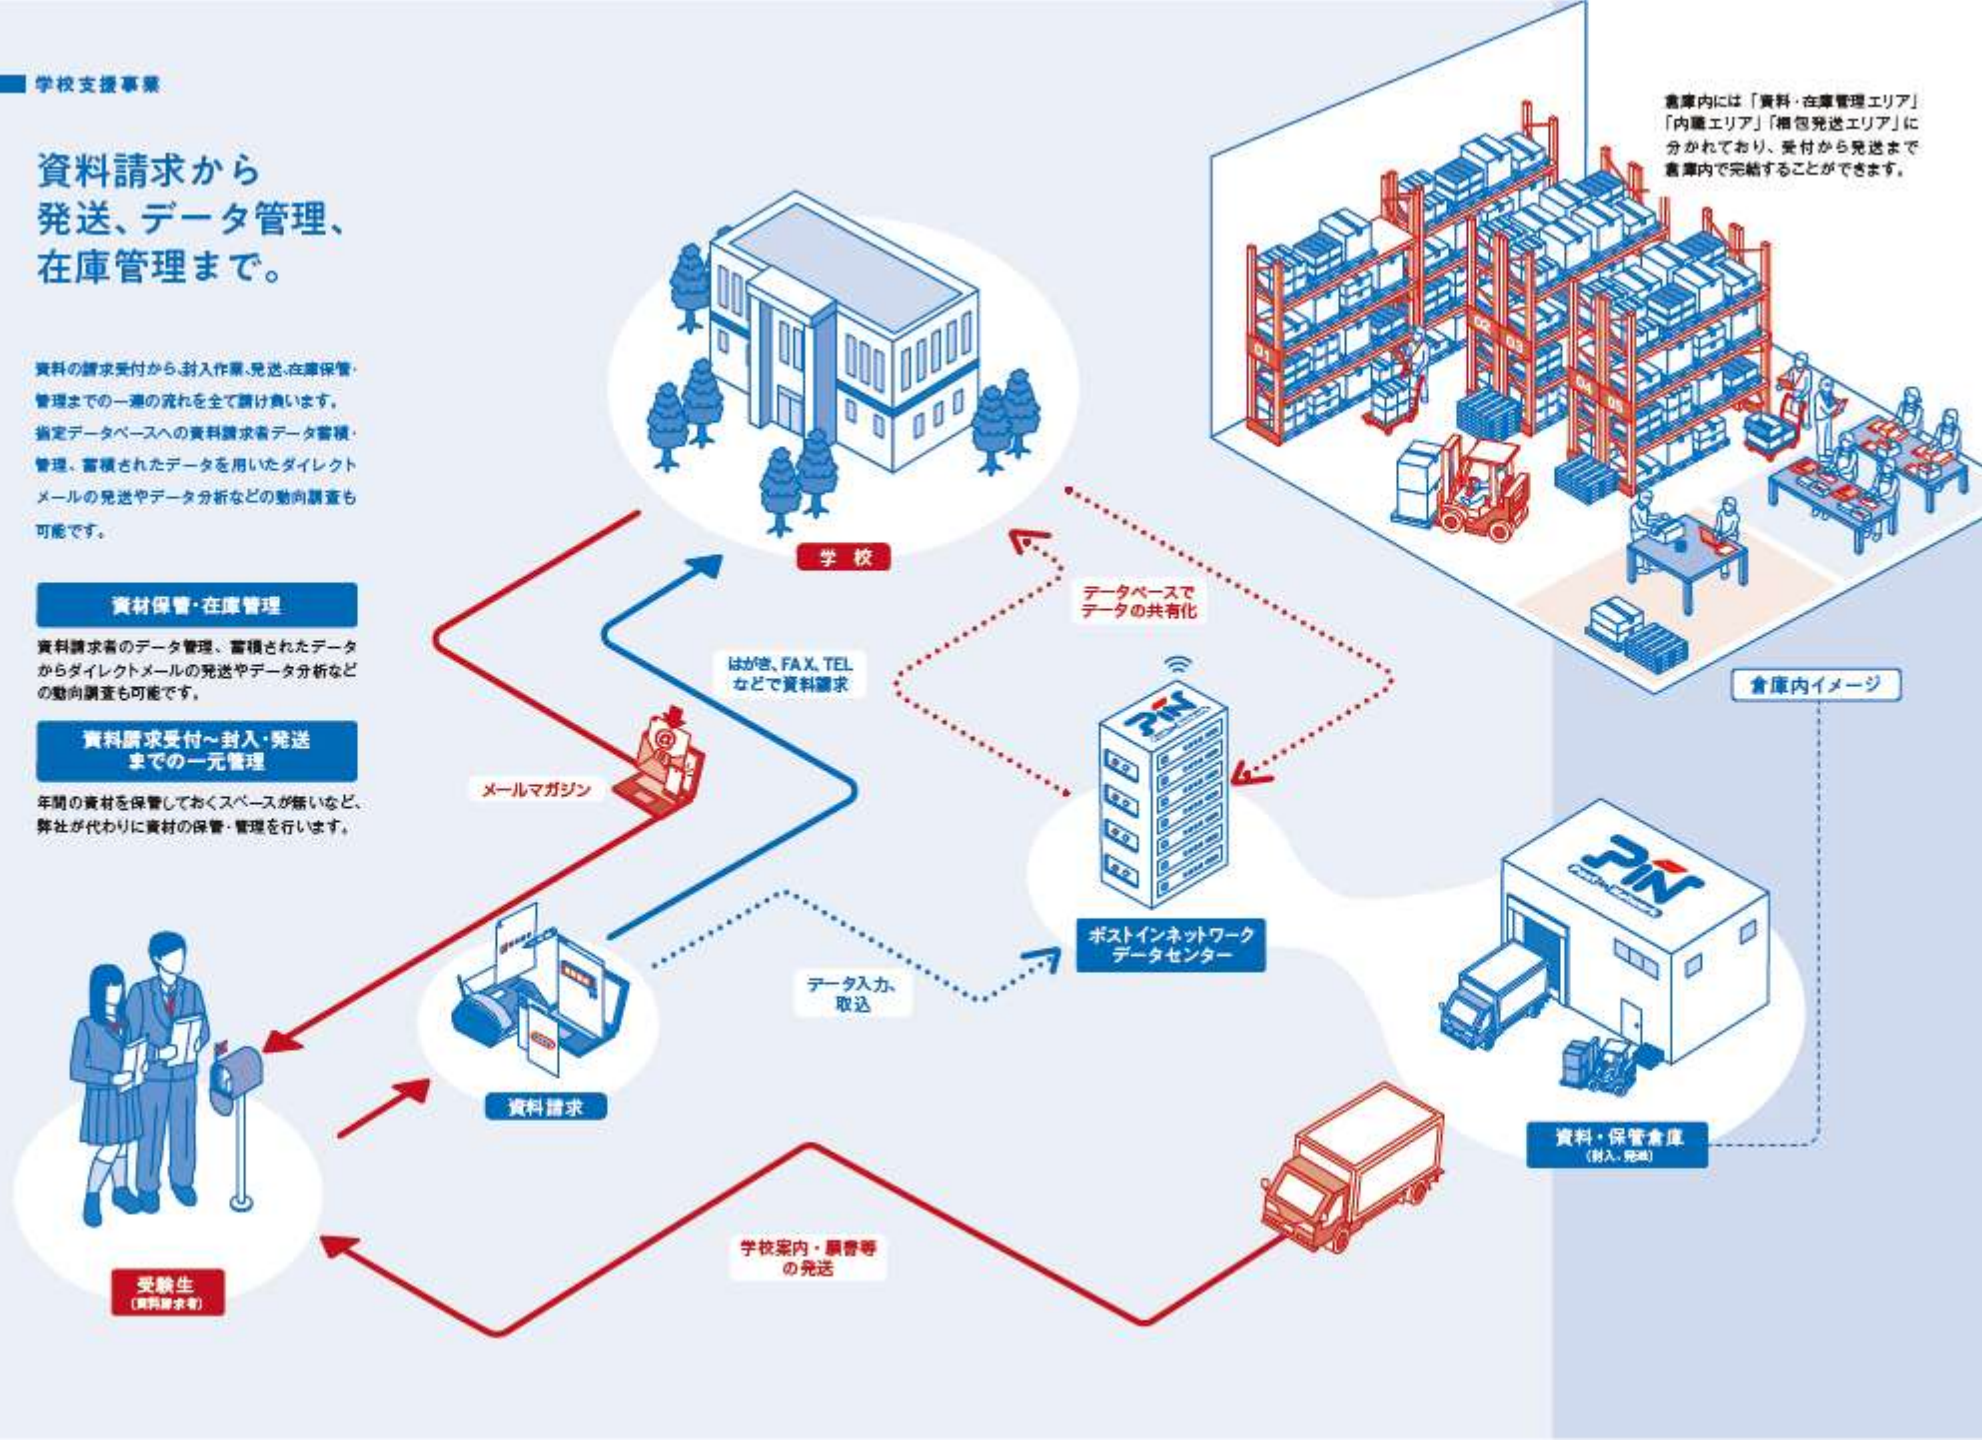 学校支援事業
資料請求から
発送、データ管理、
在庫管理まで。
資料の請求受付から、封入作業、発送、在庫保管・
管理までの一連の流れを全て請け負います。
指定データベースへの資料請求者データ蓄積・
管理、蓄積されたデータを用いたダイレクト
メールの発送やデータ分析などの動向調査も
可能です。
資材保管・在庫管理
資料請求者のデータ管理、蓄積されたデータ
からダイレクトメールの発送やデータ分析など
の動向調査も可能です。
資料請求受付～封入・発送
までの一元管理
年間の資材を保管しておくスペースが無いなど、
弊社が代わりに資材の保管・管理を行います。
倉庫内には「資料・在庫管理エリア」
「内職エリア」「梱包発送エリア」に
分かれており、受付から発送まで
倉庫内で完結することができます。
01
02
03
04
05
倉庫内イメージ
学校
データベースで
データの共有化
はがき、FAX、TEL
などで資料請求
メールマガジン
PiN
ポストインネットワーク
データセンター
データ入力、
取込
資料請求
PiN
資料・保管倉庫
(封入、発送)
学校案内・願書等
の発送
受験生
(資料請求者)